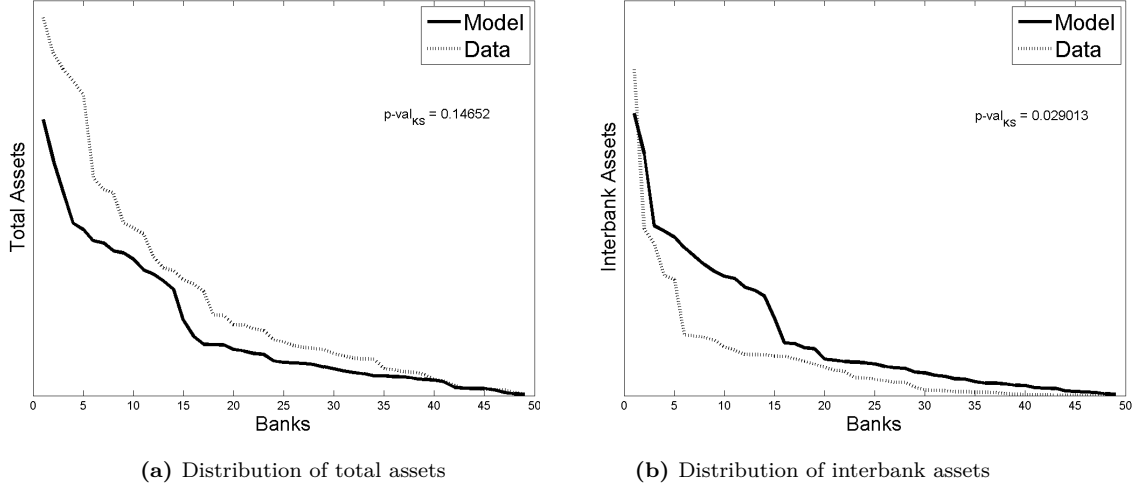 Model
Data
p-val_KS = 0.14652
Total Assets
0 5 10 15 20 25 30 35 40 45 50
Banks
(a) Distribution of total assets
Model
Data
p-val_KS = 0.029013
Interbank Assets
0 5 10 15 20 25 30 35 40 45 50
Banks
(b) Distribution of interbank assets